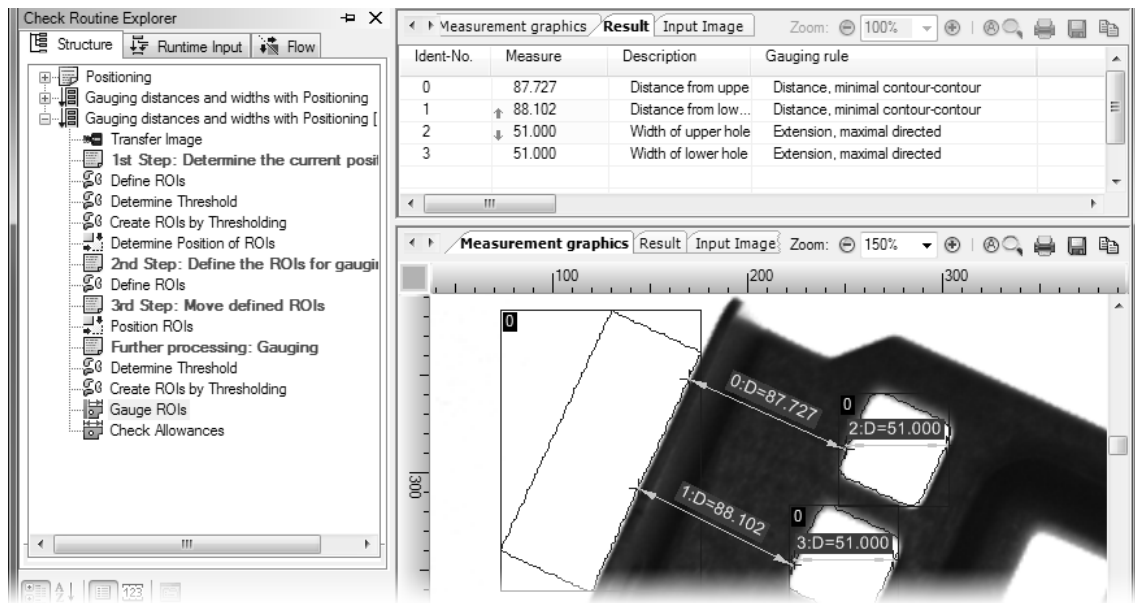 Check Routine Explorer
Structure Runtime Input Flow
Positioning
Gauging distances and widths with Positioning
Gauging distances and widths with Positioning [
Transfer Image
1st Step: Determine the current posit
Define ROIs
Determine Threshold
Create ROIs by Thresholding
Determine Position of ROIs
2nd Step: Define the ROIs for gaugin
Define ROIs
3rd Step: Move defined ROIs
Position ROIs
Further processing: Gauging
Determine Threshold
Create ROIs by Thresholding
Gauge ROIs
Check Allowances
Measurement graphics Result Input Image Zoom: 100%
Ident-No. Measure Description Gauging rule
0 87.727 Distance from uppe Distance, minimal contour-contour
1 88.102 Distance from low... Distance, minimal contour-contour
2 51.000 Width of upper hole Extension, maximal directed
3 51.000 Width of lower hole Extension, maximal directed
Measurement graphics Result Input Image Zoom: 150%
100 200 300
300
0
0:D=87.727
0
2:D=51.000
1:D=88.102
0
3:D=51.000